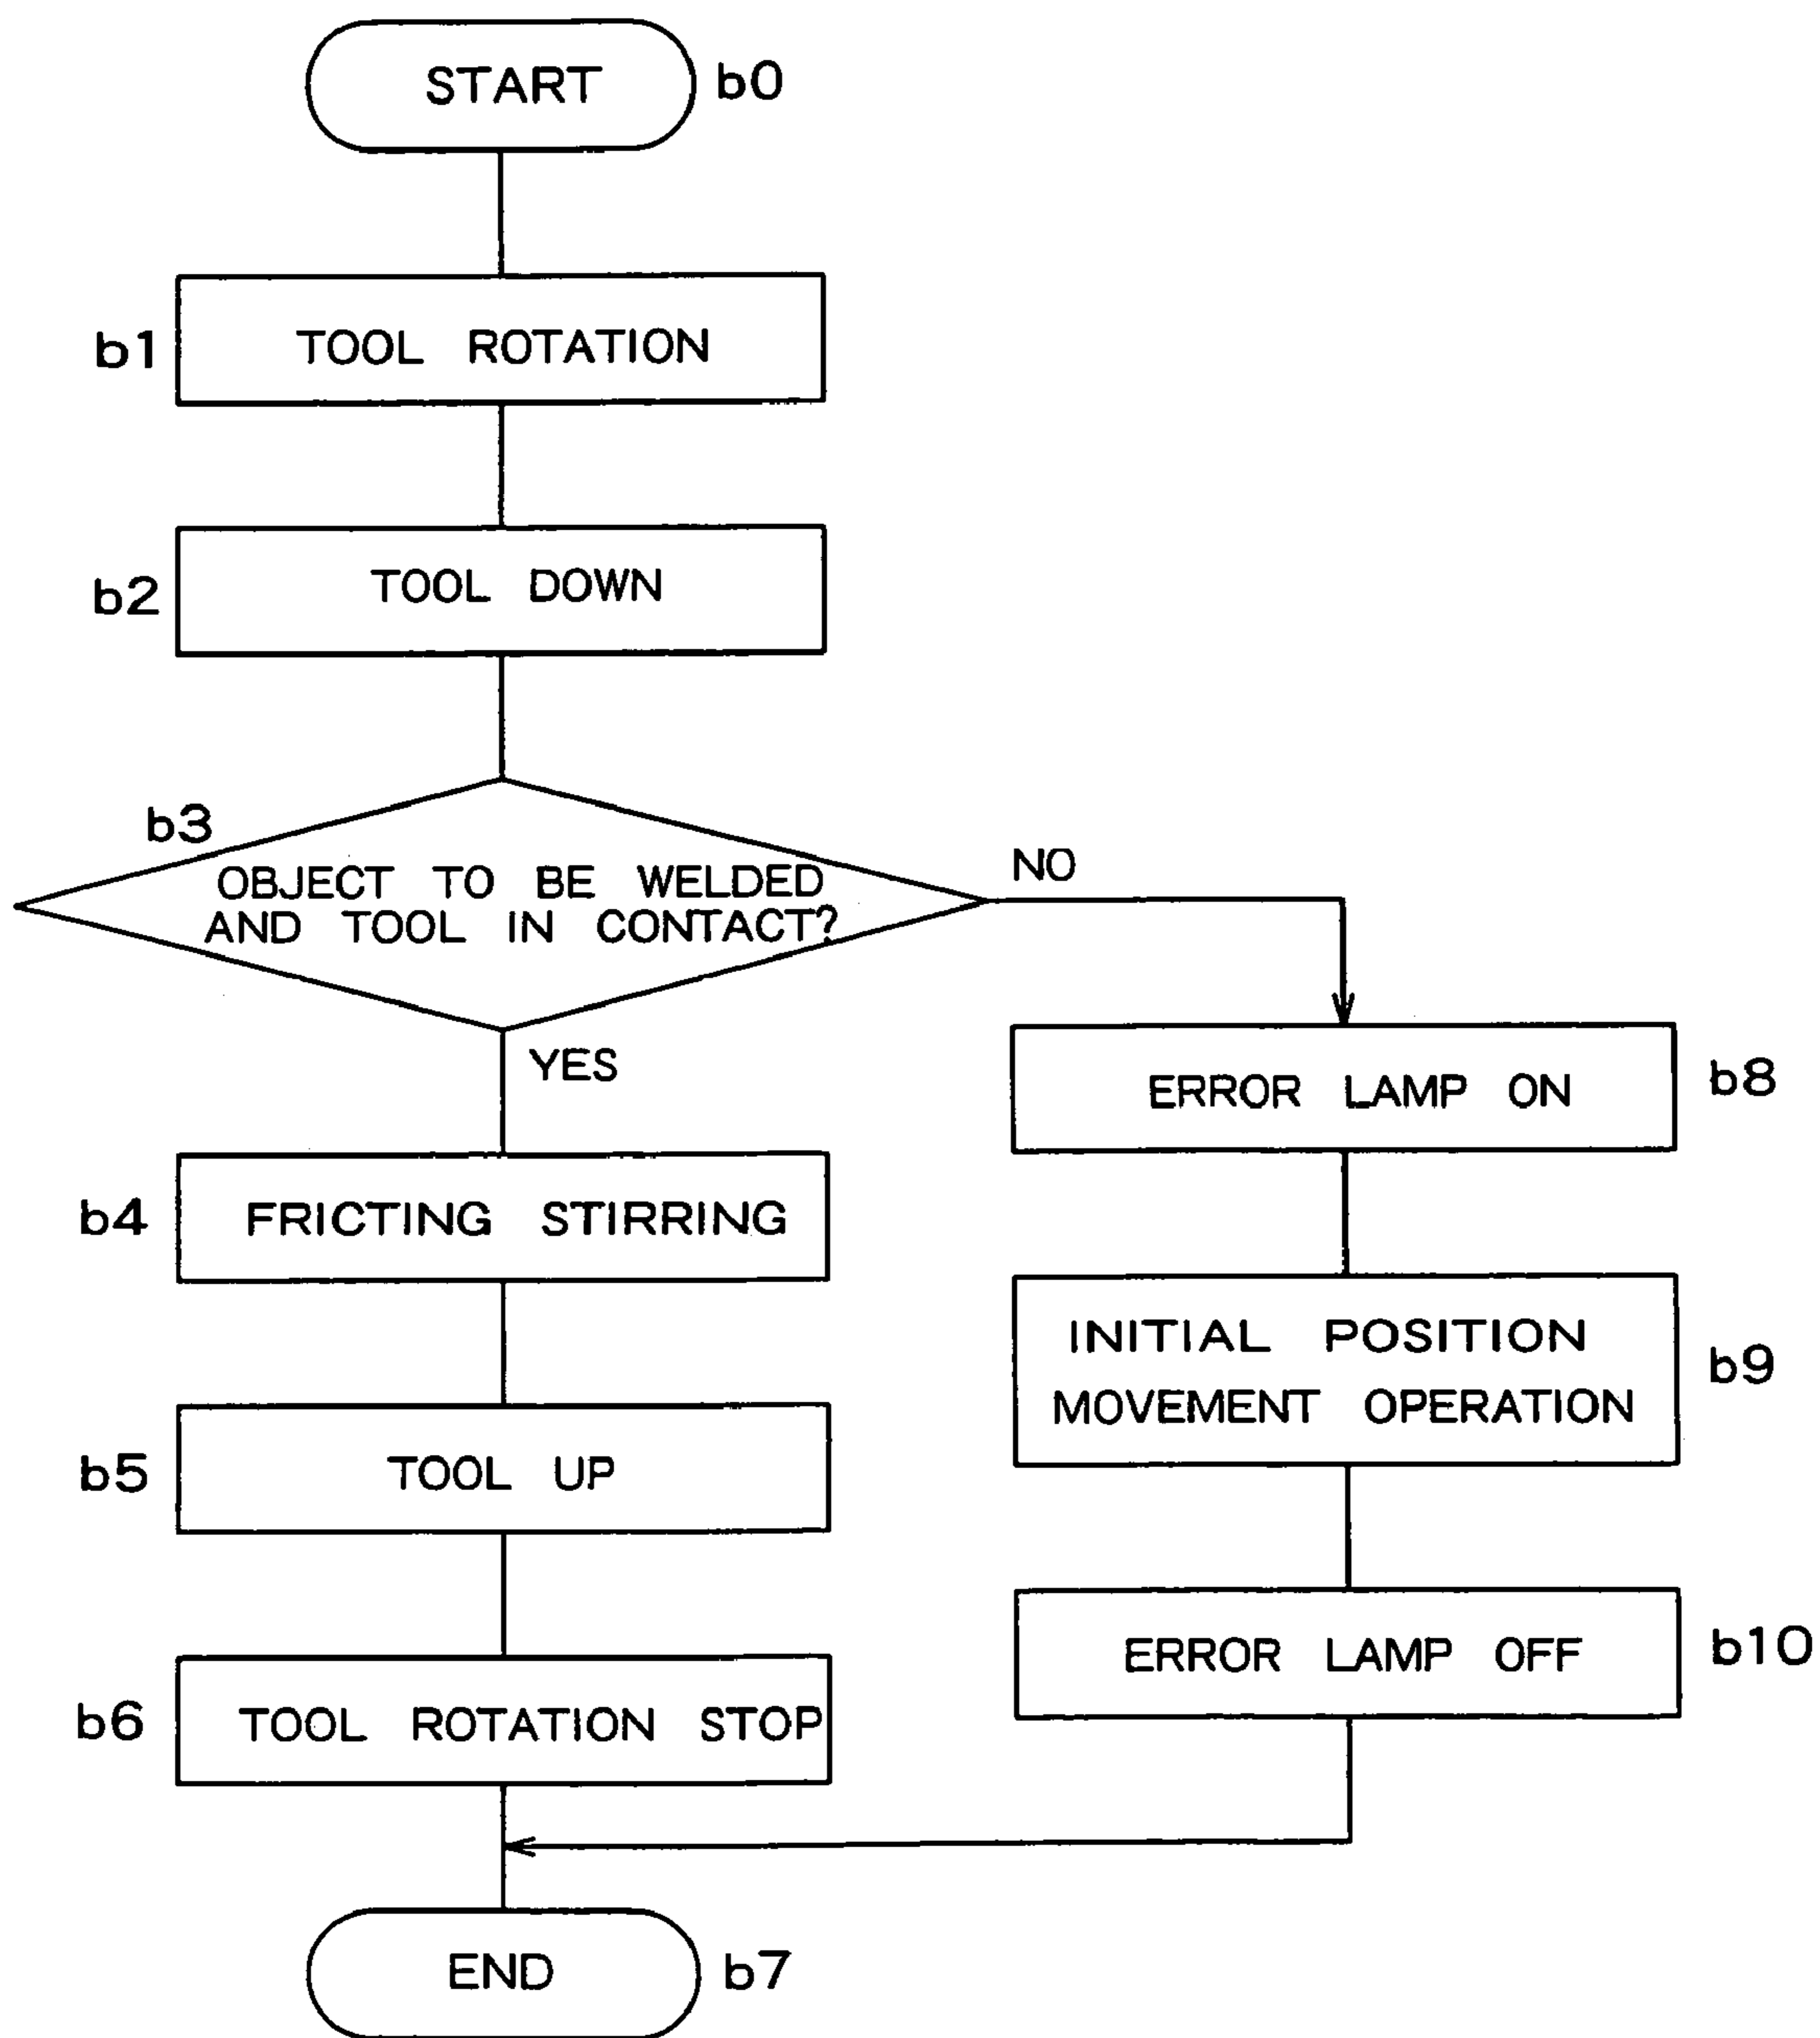 START b0
b1 TOOL ROTATION
b2 TOOL DOWN
b3
OBJECT TO BE WELDED
AND TOOL IN CONTACT?
NO
YES
b4 FRICTING STIRRING
b5 TOOL UP
b6 TOOL ROTATION STOP
ERROR LAMP ON b8
INITIAL POSITION
MOVEMENT OPERATION
b9
ERROR LAMP OFF b10
END b7